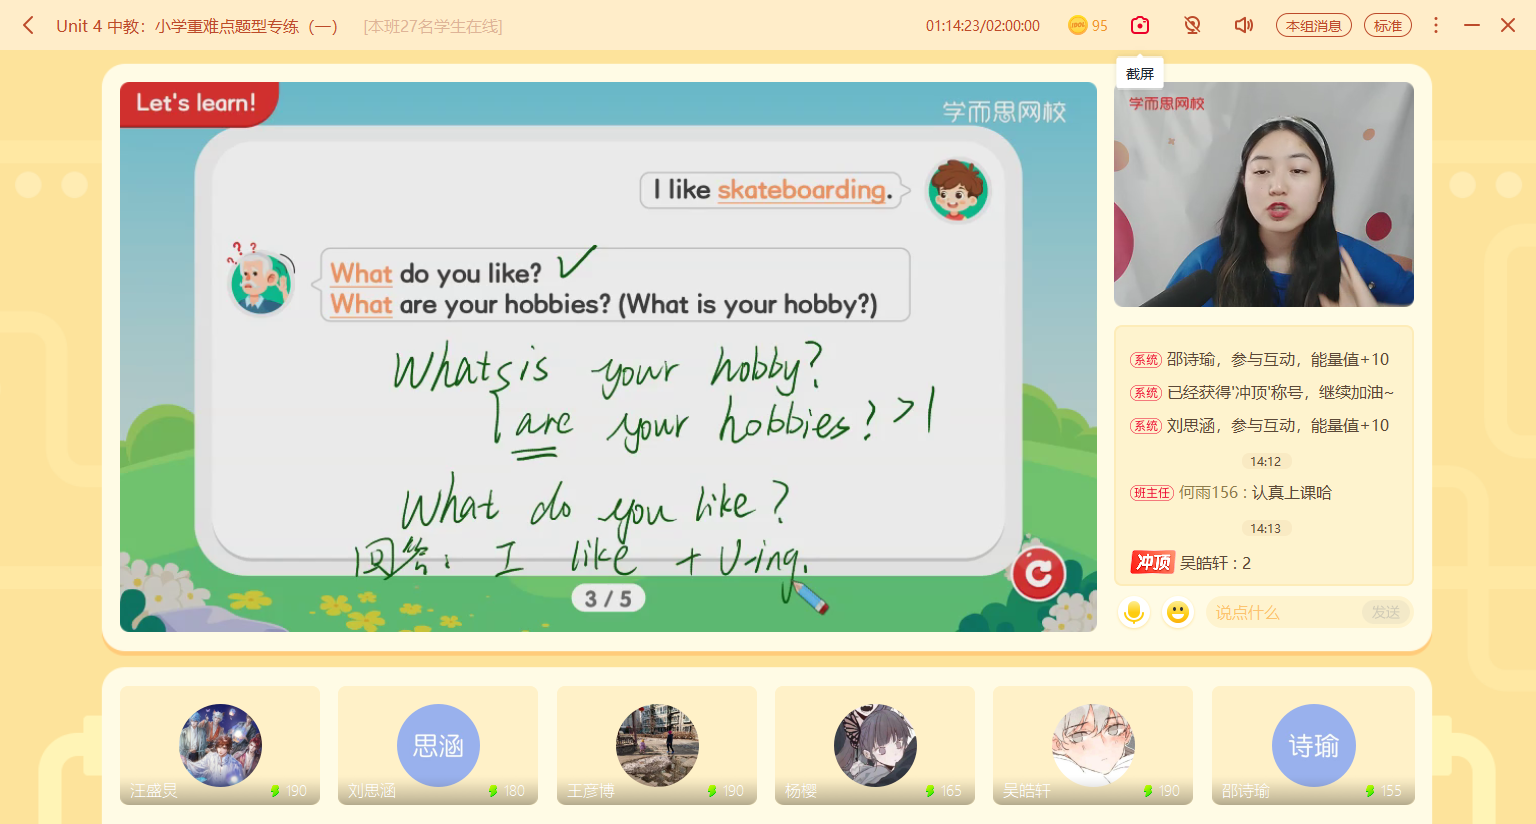 Unit 4 中教：小学重难点题型专练（一） [本班27名学生在线] 01:14:23/02:00:00 100% 95 本组消息 标准
截屏
Let's learn!
学而思网校
学而思网校
I like skateboarding.
What do you like?
What are your hobbies? (What is your hobby?)
What is your hobby?
are your hobbies? >1
What do you like?
回答: I like + V-ing.
3 / 5
系统 邵诗瑜，参与互动，能量值+10
系统 已经获得'冲顶'称号，继续加油~
系统 刘思涵，参与互动，能量值+10
14:12
班主任 何雨156 : 认真上课哈
14:13
冲顶 吴皓轩 : 2
说点什么 发送
思涵 诗瑜
汪盛炅 190 刘思涵 180 王彦博 190 杨樱 165 吴皓轩 190 邵诗瑜 155